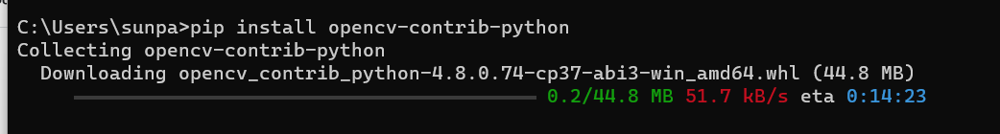 C:\Users\sunpa>pip install opencv-contrib-python
Collecting opencv-contrib-python
Downloading opencv_contrib_python-4.8.0.74-cp37-abi3-win_amd64.whl (44.8 MB)
0.2/44.8 MB 51.7 kB/s eta 0:14:23